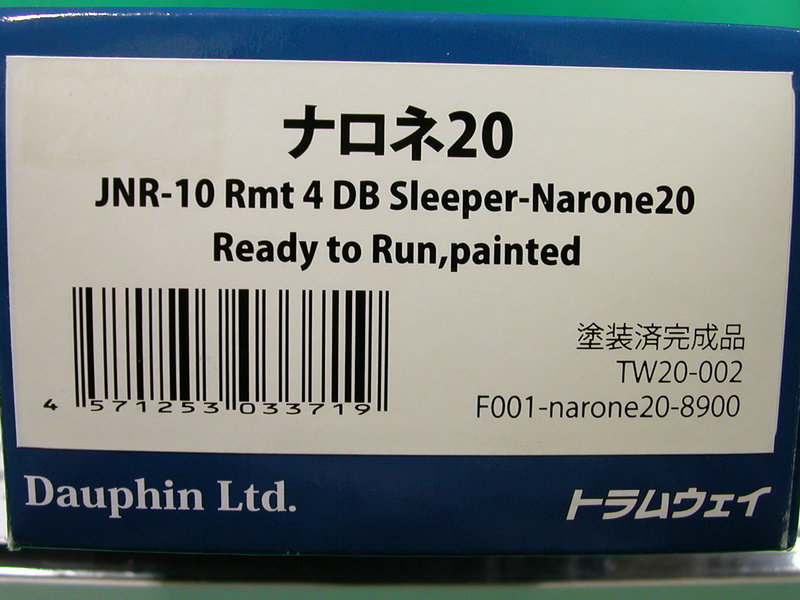 ナロネ20
JNR-10 Rmt 4 DB Sleeper-Narone20
Ready to Run,painted
塗装済完成品
TW20-002
F001-narone20-8900
4 571253 033719
Dauphin Ltd.
トラムウェイ